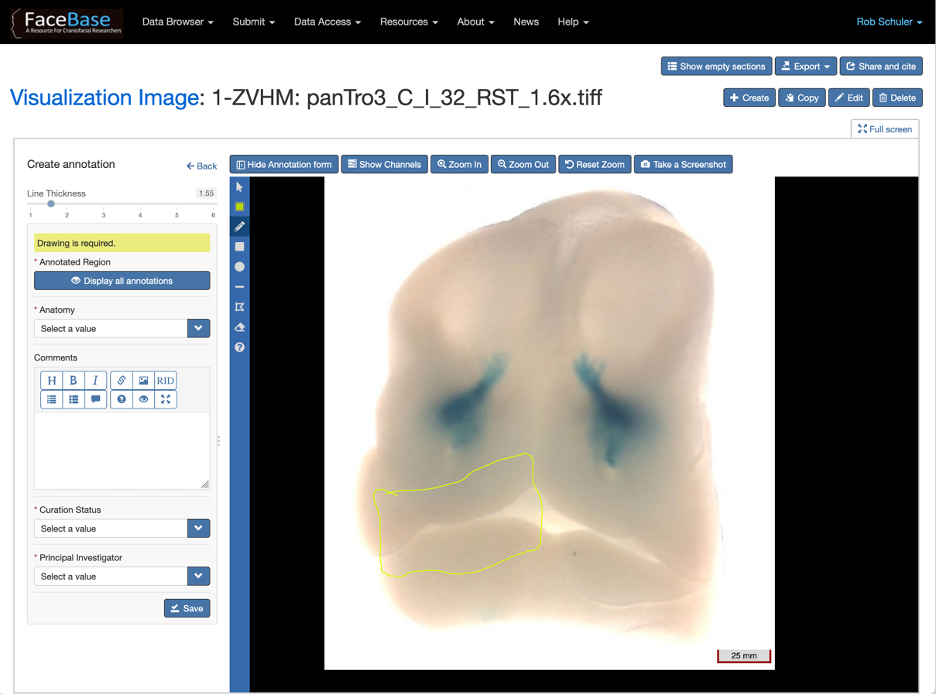 FaceBase
A Resource For Craniofacial Researchers
Data Browser
Submit
Data Access
Resources
About
News
Help
Rob Schuler
Show empty sections
Export
Share and cite
Visualization Image: 1-ZVHM: panTro3_C_l_32_RST_1.6x.tiff
Create
Copy
Edit
Delete
Full screen
Create annotation
Back
Hide Annotation form
Show Channels
Zoom In
Zoom Out
Reset Zoom
Take a Screenshot
Line Thickness
1.55
1 2 3 4 5 6
Drawing is required.
* Annotated Region
Display all annotations
* Anatomy
Select a value
Comments
H B I RID
* Curation Status
Select a value
* Principal Investigator
Select a value
Save
25 mm